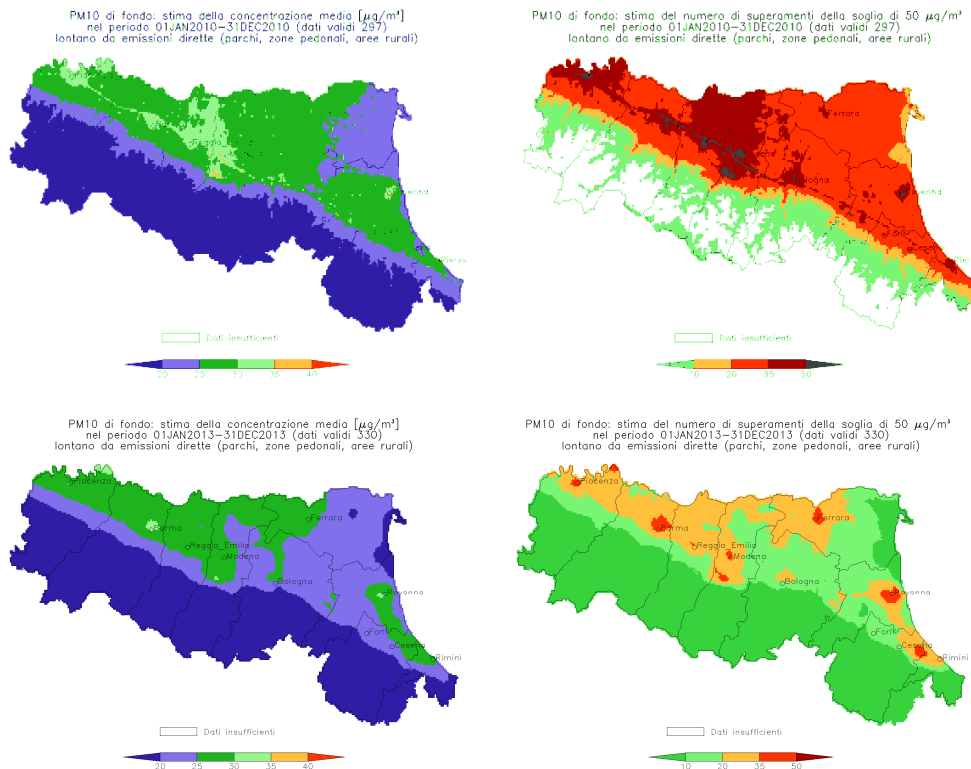 PM10 di fondo: stima della concentrazione media [µg/m³]
nel periodo 01JAN2010–31DEC2010 (dati validi 297)
lontano da emissioni dirette (parchi, zone pedonali, aree rurali)
PM10 di fondo: stima del numero di superamenti della soglia di 50 µg/m³
nel periodo 01JAN2010–31DEC2010 (dati validi 297)
lontano da emissioni dirette (parchi, zone pedonali, aree rurali)
Reggio
Ferrara
Forlì
Cesena
Dati insufficienti
20 25 30 35 40
Dati insufficienti
10 20 35 50
PM10 di fondo: stima della concentrazione media [µg/m³]
nel periodo 01JAN2013–31DEC2013 (dati validi 330)
lontano da emissioni dirette (parchi, zone pedonali, aree rurali)
PM10 di fondo: stima del numero di superamenti della soglia di 50 µg/m³
nel periodo 01JAN2013–31DEC2013 (dati validi 330)
lontano da emissioni dirette (parchi, zone pedonali, aree rurali)
Piacenza
Parma
Reggio Emilia
Modena
Ferrara
Bologna
Ravenna
Forlì
Cesena
Rimini
Dati insufficienti
20 25 30 35 40
Piacenza
Parma
Reggio Emilia
Modena
Ferrara
Bologna
Ravenna
Forlì
Cesena
Rimini
Dati insufficienti
10 20 35 50